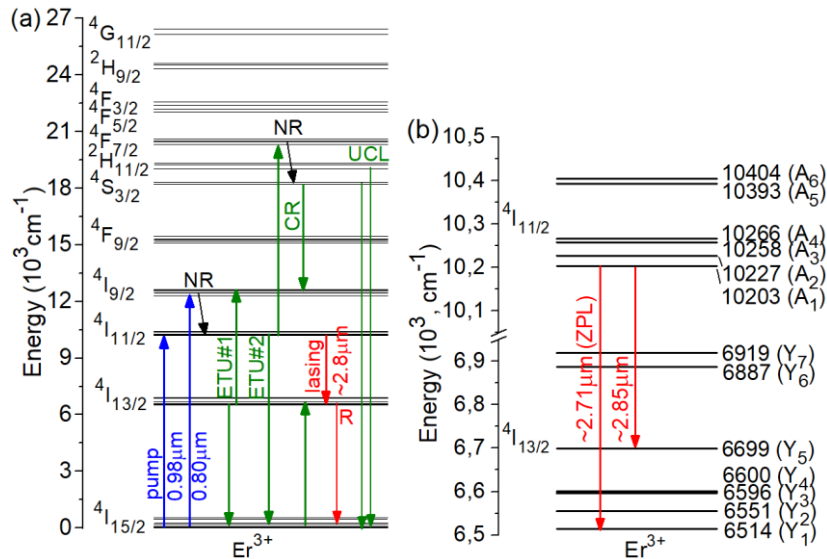 (a)
27
24
21
18
15
12
9
6
3
0
Energy (10³cm⁻¹)
⁴G₁₁/₂
²H₉/₂
⁴F₃/₂
⁴F₅/₂
⁴F₇/₂
²H₁₁/₂
⁴S₃/₂
⁴F₉/₂
⁴I₉/₂
⁴I₁₁/₂
⁴I₁₃/₂
⁴I₁₅/₂
NR
UCL
CR
NR
pump
0.98μm
0.80μm
ETU#1
ETU#2
lasing
~2.8μm
R
Er³⁺
(b)
10,5
10,4
10,3
10,2
10,1
6,9
6,8
6,7
6,6
6,5
Energy (10³, cm⁻¹)
⁴I₁₁/₂
⁴I₁₃/₂
~2.71μm (ZPL)
~2.85μm
10404 (A₆)
10393 (A₅)
10266 (A₄)
10258 (A₃)
10227 (A₂)
10203 (A₁)
6919 (Y₇)
6887 (Y₆)
6699 (Y₅)
6600 (Y₄)
6596 (Y₃)
6551 (Y₂)
6514 (Y₁)
Er³⁺